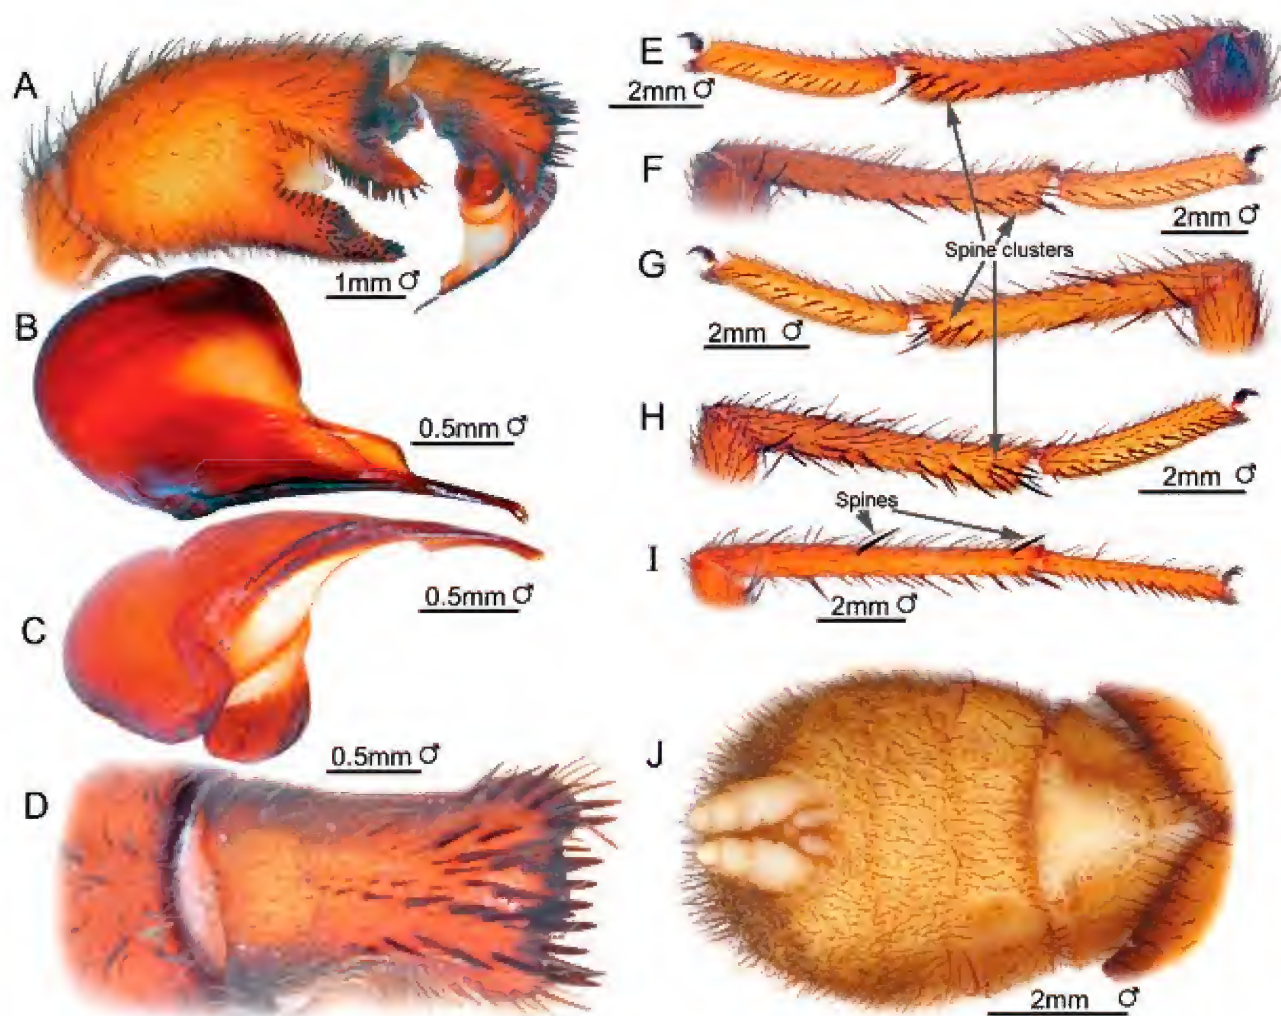 A
1mm ♂
B
0.5mm ♂
C
0.5mm ♂
D
0.5mm ♂
E
2mm ♂
F
2mm ♂
Spine clusters
G
2mm ♂
H
2mm ♂
Spines
I
2mm ♂
J
2mm ♂